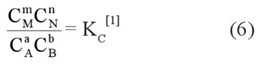 C_M^m C_N^n / C_A^a C_B^b = K_C^[1] (6)